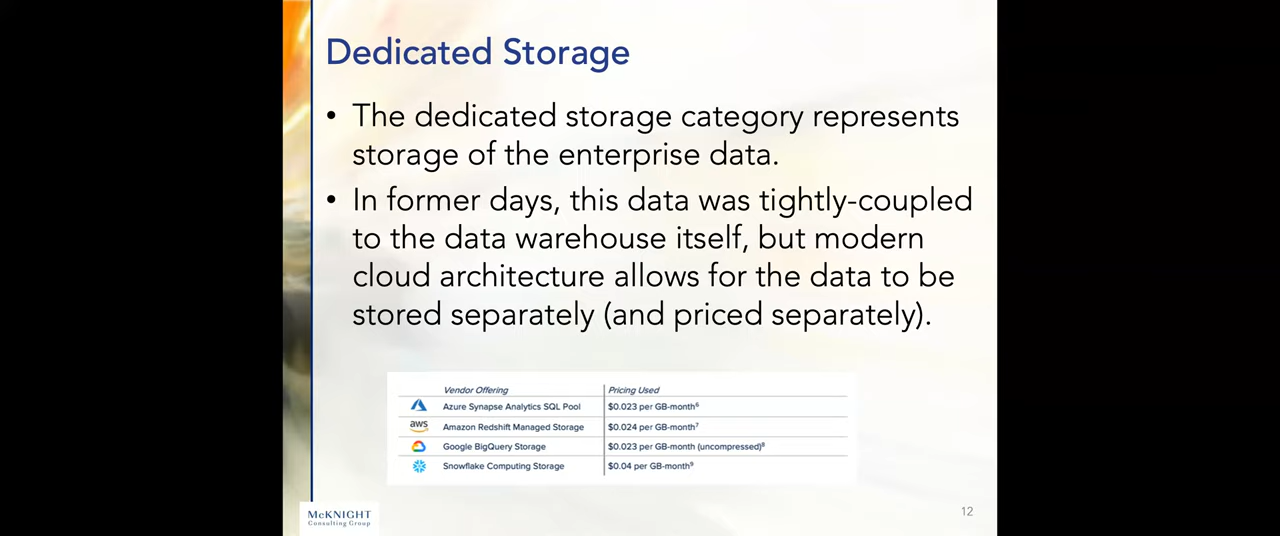 Dedicated Storage
• The dedicated storage category represents
storage of the enterprise data.
• In former days, this data was tightly-coupled
to the data warehouse itself, but modern
cloud architecture allows for the data to be
stored separately (and priced separately).
Vendor Offering Pricing Used
Azure Synapse Analytics SQL Pool $0.023 per GB-month⁶
aws Amazon Redshift Managed Storage $0.024 per GB-month⁷
Google BigQuery Storage $0.023 per GB-month (uncompressed)⁸
Snowflake Computing Storage $0.04 per GB-month⁹
McKNIGHT
Consulting Group
12